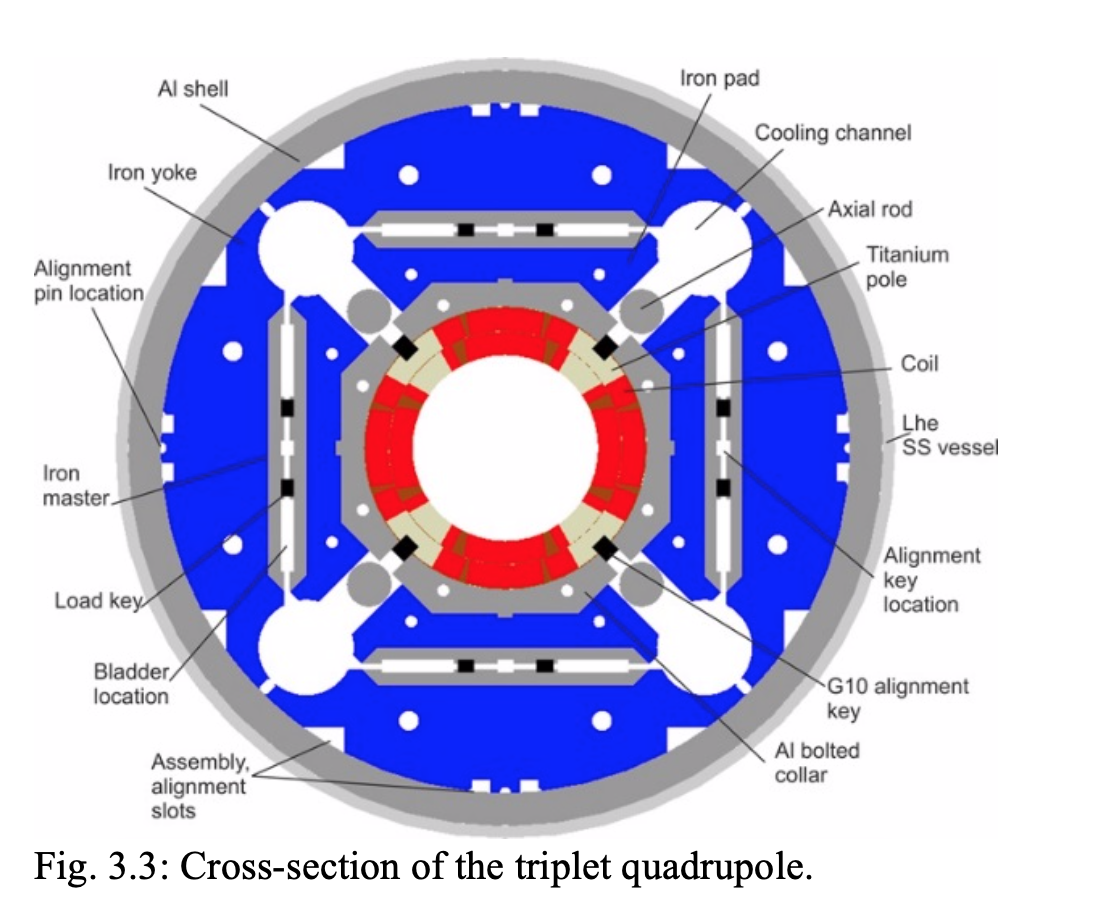 Al shell
Iron yoke
Alignment
pin location
Iron
master
Load key
Bladder
location
Assembly,
alignment
slots
Iron pad
Cooling channel
Axial rod
Titanium
pole
Coil
Lhe
SS vessel
Alignment
key
location
G10 alignment
key
Al bolted
collar
Fig. 3.3: Cross-section of the triplet quadrupole.